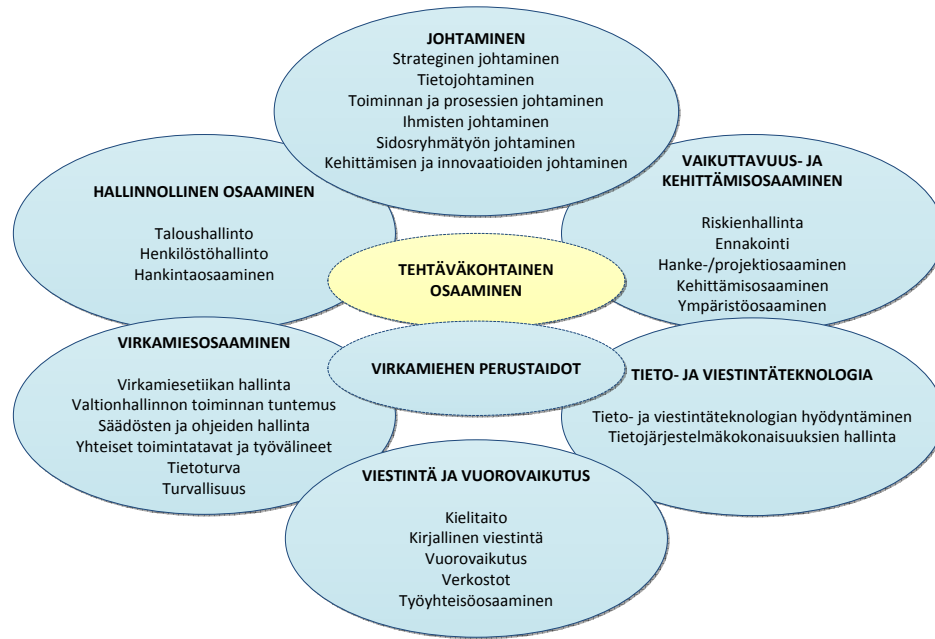 JOHTAMINEN
Strateginen johtaminen
Tietojohtaminen
Toiminnan ja prosessien johtaminen
Ihmisten johtaminen
Sidosryhmätyön johtaminen
Kehittämisen ja innovaatioiden johtaminen
HALLINNOLLINEN OSAAMINEN
Taloushallinto
Henkilöstöhallinto
Hankintaosaaminen
VAIKUTTAVUUS- JA
KEHITTÄMISOSAAMINEN
Riskienhallinta
Ennakointi
Hanke-/projektiosaaminen
Kehittämisosaaminen
Ympäristöosaaminen
TEHTÄVÄKOHTAINEN
OSAAMINEN
VIRKAMIEHEN PERUSTAIDOT
VIRKAMIESOSAAMINEN
Virkamiesetiikan hallinta
Valtionhallinnon toiminnan tuntemus
Säädösten ja ohjeiden hallinta
Yhteiset toimintatavat ja työvälineet
Tietoturva
Turvallisuus
TIETO- JA VIESTINTÄTEKNOLOGIA
Tieto- ja viestintäteknologian hyödyntäminen
Tietojärjestelmäkokonaisuuksien hallinta
VIESTINTÄ JA VUOROVAIKUTUS
Kielitaito
Kirjallinen viestintä
Vuorovaikutus
Verkostot
Työyhteisöosaaminen